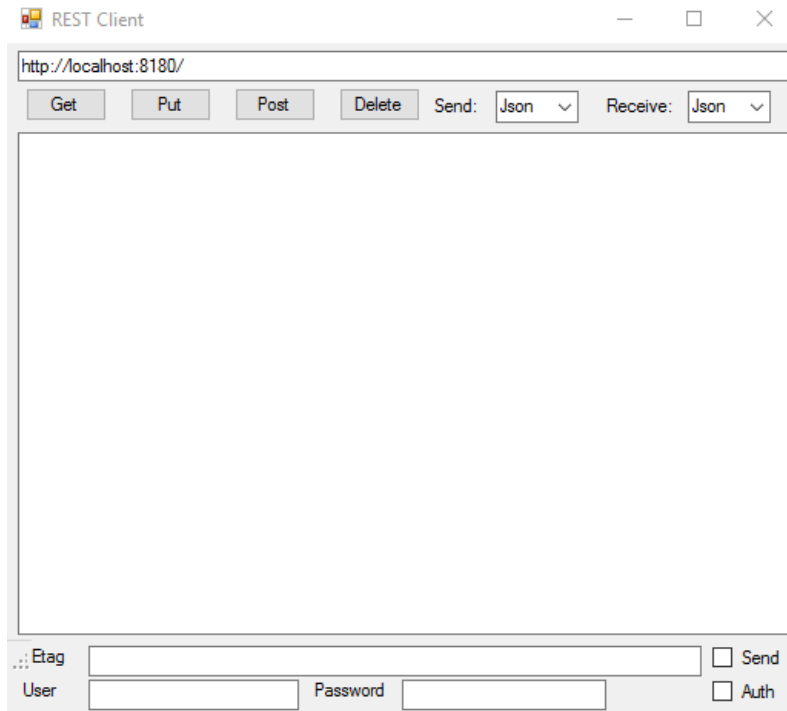 REST Client
http://localhost:8180/
Get Put Post Delete Send: Json Receive: Json
Etag Send
User Password Auth